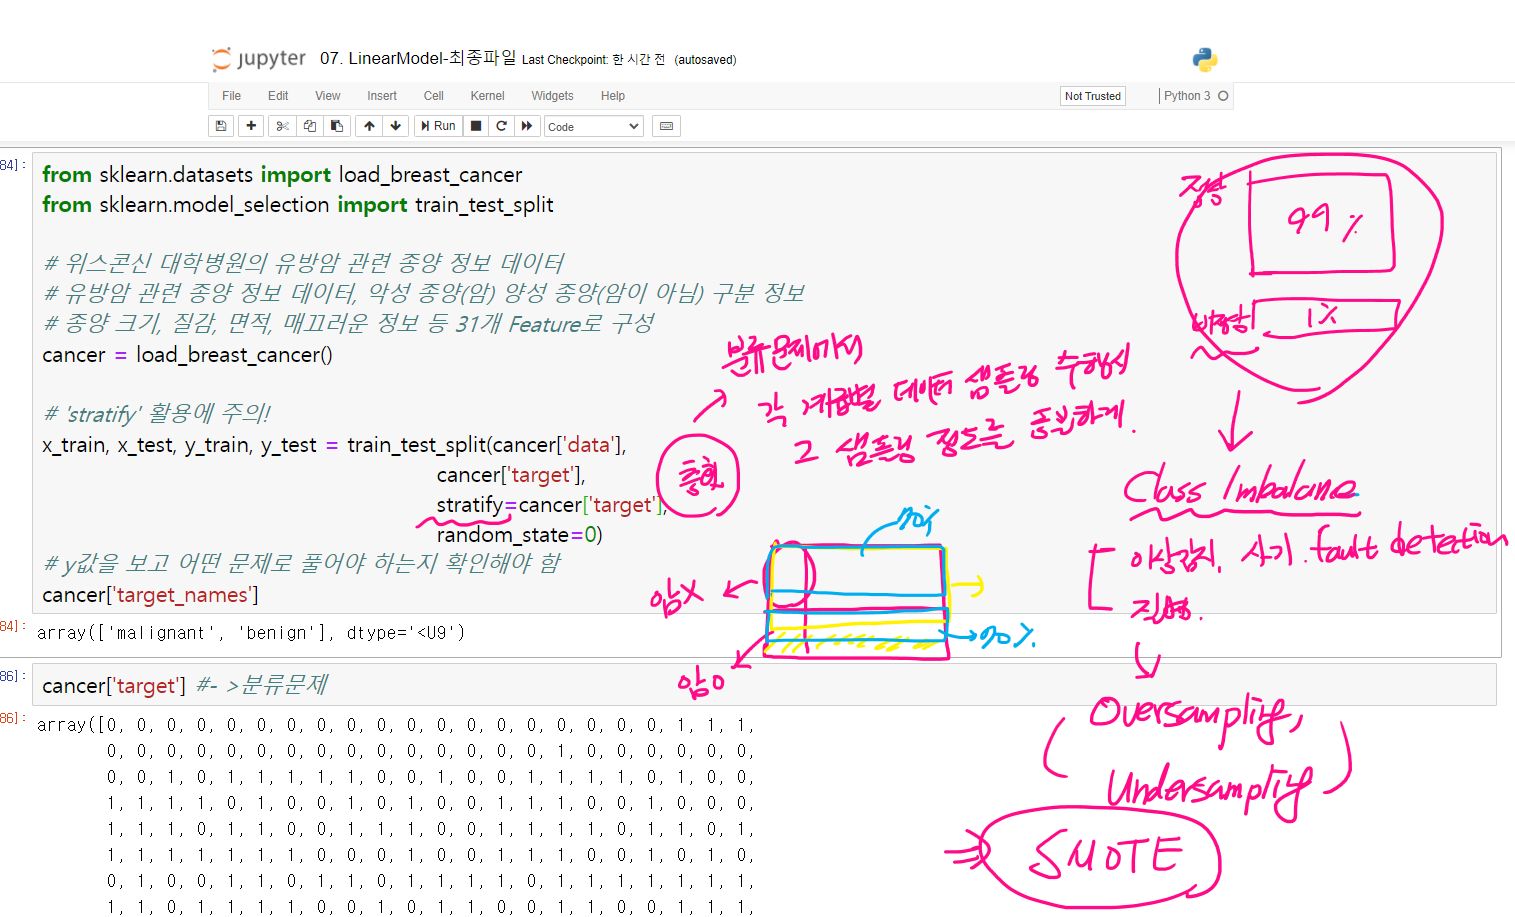 jupyter 07. LinearModel-최종파일 Last Checkpoint: 한 시간 전 (autosaved)
File Edit View Insert Cell Kernel Widgets Help Not Trusted Python 3
Run Code
84]:
from sklearn.datasets import load_breast_cancer
from sklearn.model_selection import train_test_split
# 위스콘신 대학병원의 유방암 관련 종양 정보 데이터
# 유방암 관련 종양 정보 데이터, 악성 종양(암) 양성 종양(암이 아님) 구분 정보
# 종양 크기, 질감, 면적, 매끄러운 정보 등 31개 Feature로 구성
cancer = load_breast_cancer()
# 'stratify' 활용에 주의!
x_train, x_test, y_train, y_test = train_test_split(cancer['data'],
cancer['target'],
stratify=cancer['target'],
random_state=0)
# y값을 보고 어떤 문제로 풀어야 하는지 확인해야 함
cancer['target_names']
84]:
array(['malignant', 'benign'], dtype='<U9')
86]:
cancer['target'] #- >분류문제
86]:
array([0, 0, 0, 0, 0, 0, 0, 0, 0, 0, 0, 0, 0, 0, 0, 0, 0, 0, 0, 1, 1, 1,
0, 0, 0, 0, 0, 0, 0, 0, 0, 0, 0, 0, 0, 0, 0, 1, 0, 0, 0, 0, 0, 0,
0, 0, 1, 0, 1, 1, 1, 1, 1, 0, 0, 1, 0, 0, 1, 1, 1, 1, 0, 1, 0, 0,
1, 1, 1, 1, 0, 1, 0, 0, 1, 0, 1, 0, 0, 1, 1, 1, 0, 0, 1, 0, 0, 0,
1, 1, 1, 0, 1, 1, 0, 0, 1, 1, 1, 0, 0, 1, 1, 1, 1, 0, 1, 1, 0, 1,
1, 1, 1, 1, 1, 1, 1, 0, 0, 0, 1, 0, 0, 1, 1, 1, 0, 0, 1, 0, 1, 0,
0, 1, 0, 0, 1, 1, 0, 1, 1, 0, 1, 1, 1, 1, 0, 1, 1, 1, 1, 1, 1, 1,
1, 1, 0, 1, 1, 1, 1, 0, 0, 1, 0, 1, 1, 0, 0, 1, 1, 0, 0, 1, 1, 1,
정상
99%
비정상
1%
분류문제에서
각 계급별 데이터 샘플링 수행시
그 샘플링 정도를 충분하게.
층화
Class Imbalance
이상감지, 사기. fault detection
질병.
70%
암X
70%
암O
Oversampling,
Undersampling
SMOTE